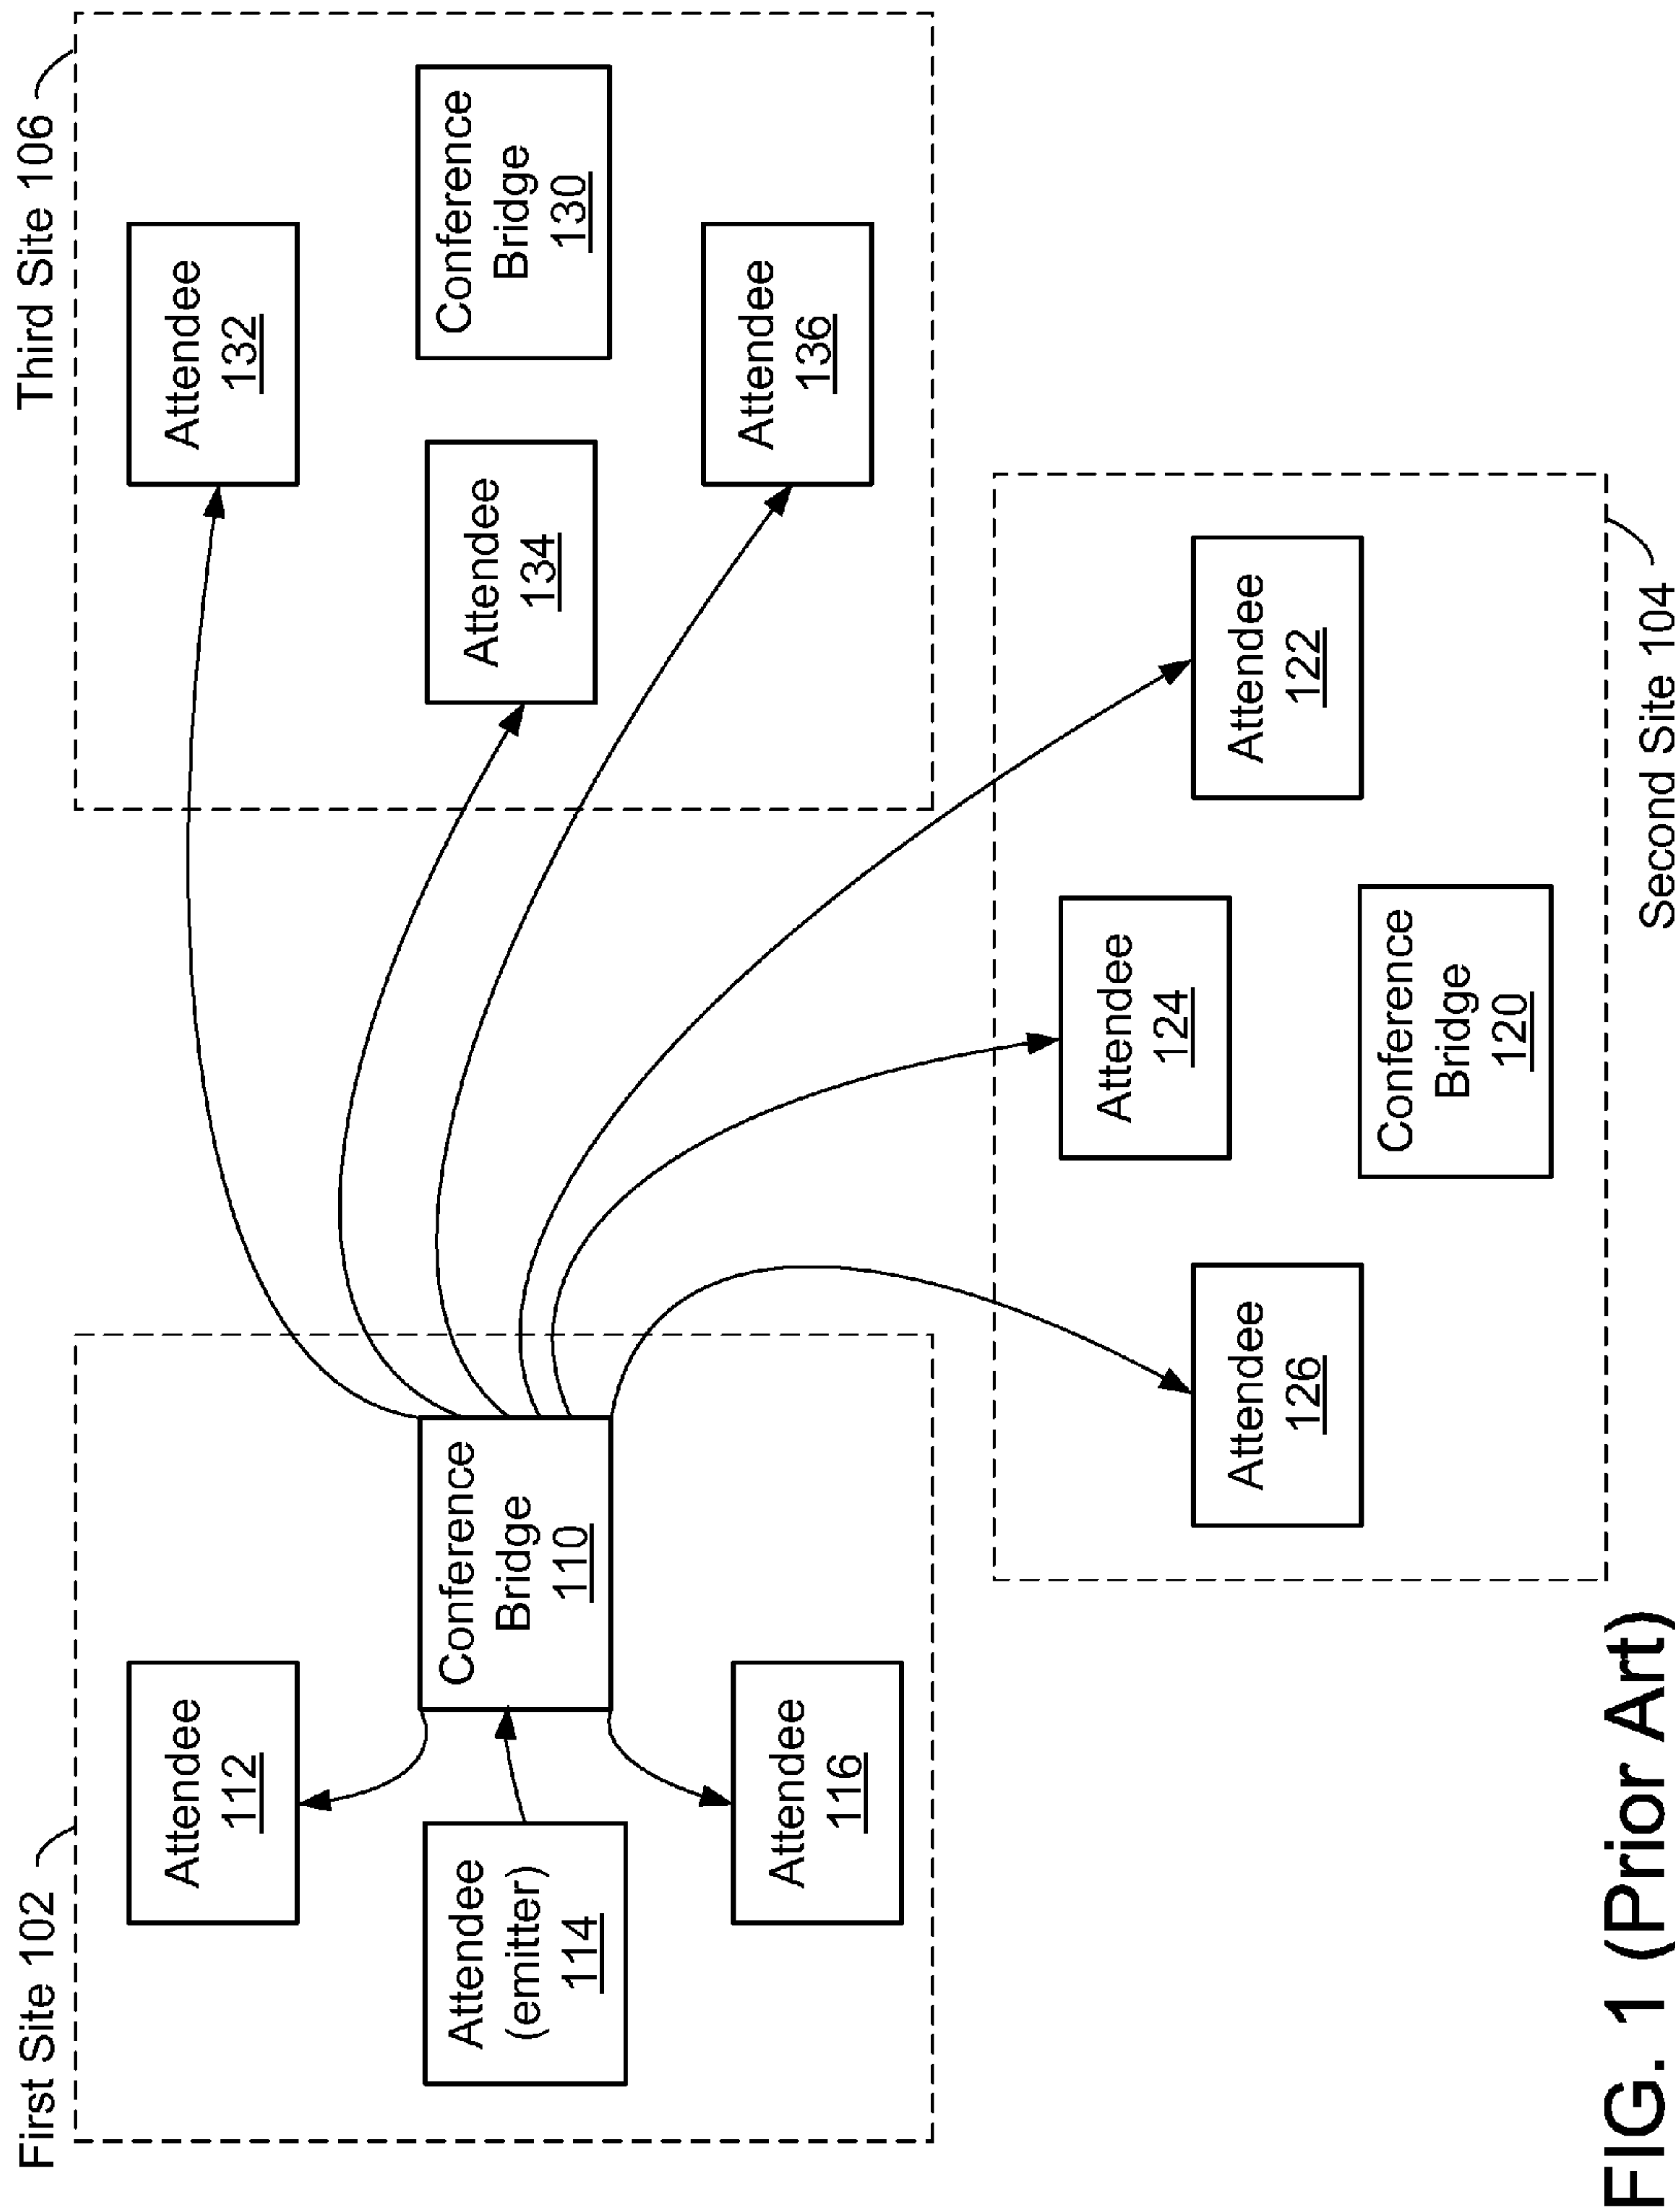 First Site 102
Attendee
112
Attendee
(emitter)
114
Attendee
116
Conference
Bridge
110
Third Site 106
Attendee
132
Attendee
134
Conference
Bridge
130
Attendee
136
Attendee
126
Attendee
124
Attendee
122
Conference
Bridge
120
Second Site 104
FIG. 1 (Prior Art)